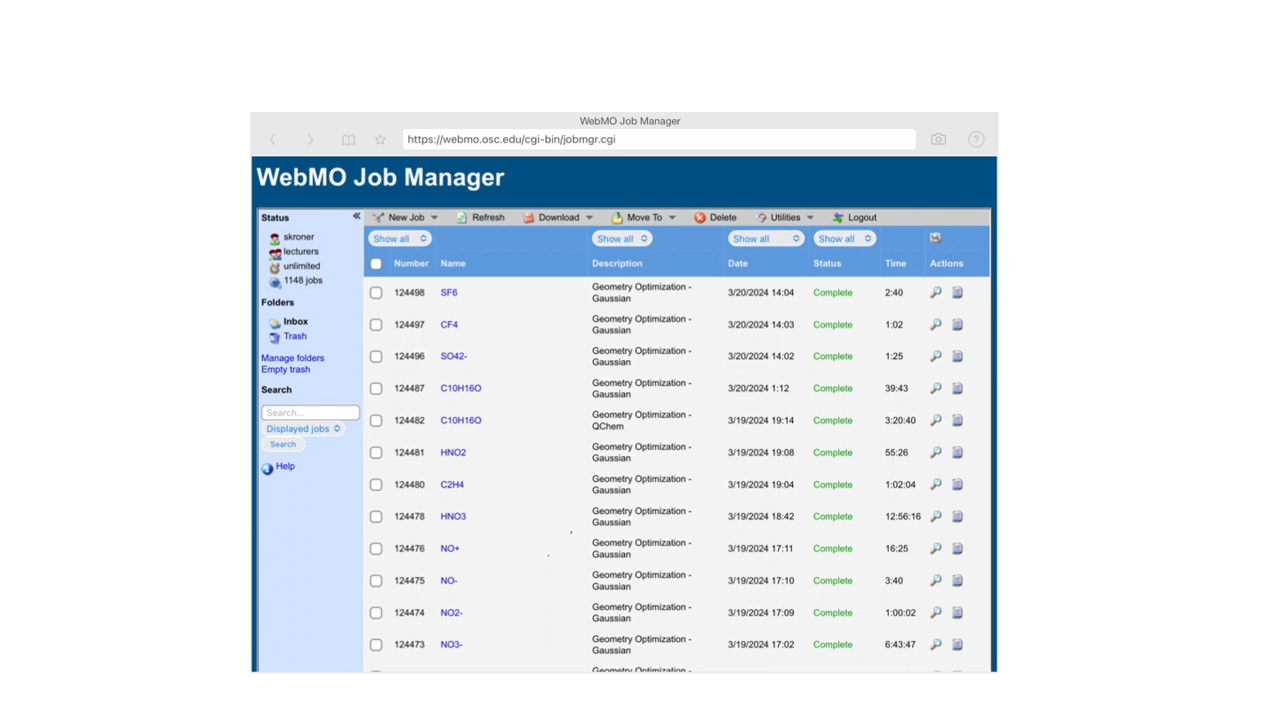 WebMO Job Manager
https://webmo.osc.edu/cgi-bin/jobmgr.cgi
WebMO Job Manager
Status
skroner
lecturers
unlimited
1148 jobs
Folders
Inbox
Trash
Manage folders
Empty trash
Search
Search...
Displayed jobs
Search
Help
New Job Refresh Download Move To Delete Utilities Logout
Show all Show all Show all Show all
Number Name Description Date Status Time Actions
124498 SF6 Geometry Optimization - Gaussian 3/20/2024 14:04 Complete 2:40
124497 CF4 Geometry Optimization - Gaussian 3/20/2024 14:03 Complete 1:02
124496 SO42- Geometry Optimization - Gaussian 3/20/2024 14:02 Complete 1:25
124487 C10H16O Geometry Optimization - Gaussian 3/20/2024 1:12 Complete 39:43
124482 C10H16O Geometry Optimization - QChem 3/19/2024 19:14 Complete 3:20:40
124481 HNO2 Geometry Optimization - Gaussian 3/19/2024 19:08 Complete 55:26
124480 C2H4 Geometry Optimization - Gaussian 3/19/2024 19:04 Complete 1:02:04
124478 HNO3 Geometry Optimization - Gaussian 3/19/2024 18:42 Complete 12:56:16
124476 NO+ Geometry Optimization - Gaussian 3/19/2024 17:11 Complete 16:25
124475 NO- Geometry Optimization - Gaussian 3/19/2024 17:10 Complete 3:40
124474 NO2- Geometry Optimization - Gaussian 3/19/2024 17:09 Complete 1:00:02
124473 NO3- Geometry Optimization - Gaussian 3/19/2024 17:02 Complete 6:43:47
Geometry Optimization -